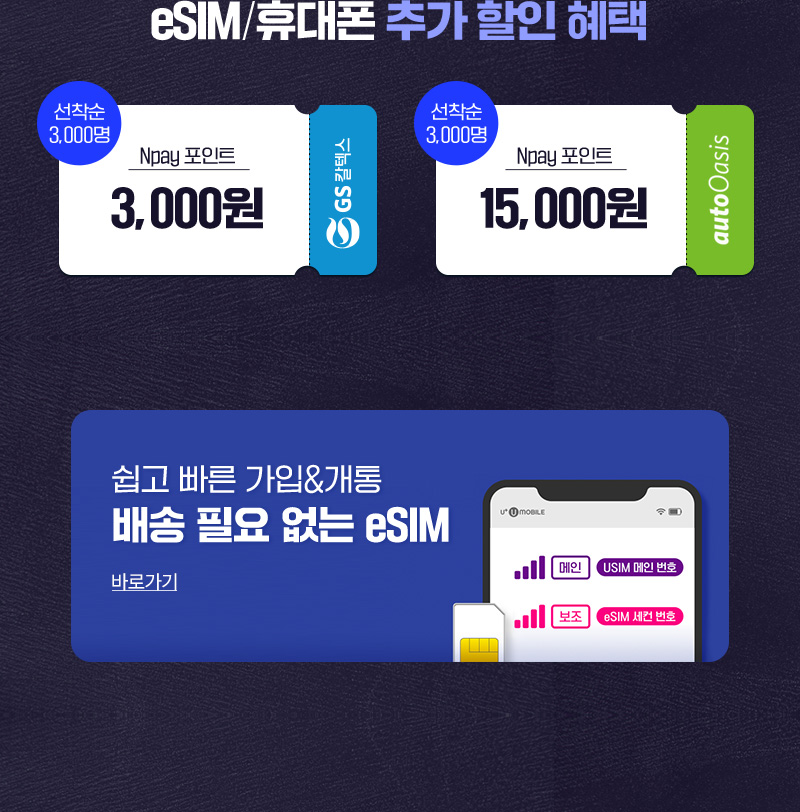 eSIM/휴대폰 추가 할인 혜택
선착순
3,000명
Npay 포인트
3,000원
GS칼텍스
선착순
3,000명
Npay 포인트
15,000원
autoOasis
쉽고 빠른 가입&개통
배송 필요 없는 eSIM
바로가기
U+ U MOBILE
메인 USIM 메인 번호
보조 eSIM 세컨 번호